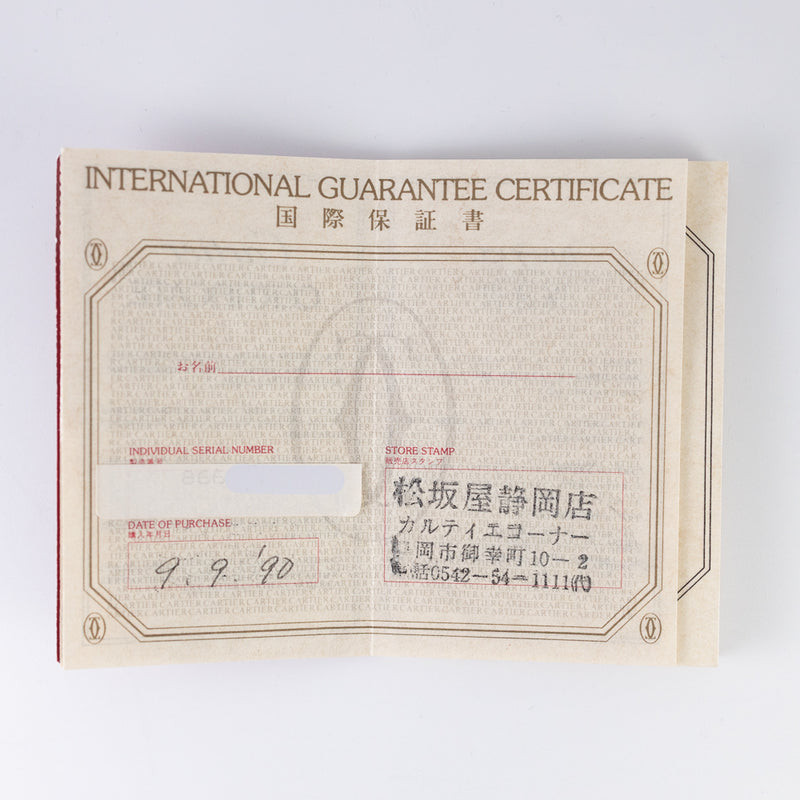 INTERNATIONAL GUARANTEE CERTIFICATE
国際保証書
お名前
INDIVIDUAL SERIAL NUMBER
製造番号
DATE OF PURCHASE
購入年月日
9. 9. '90
STORE STAMP
販売店スタンプ
松坂屋静岡店
カルティエコーナー
岡市御幸町10-2
話0542-54-1111(代)